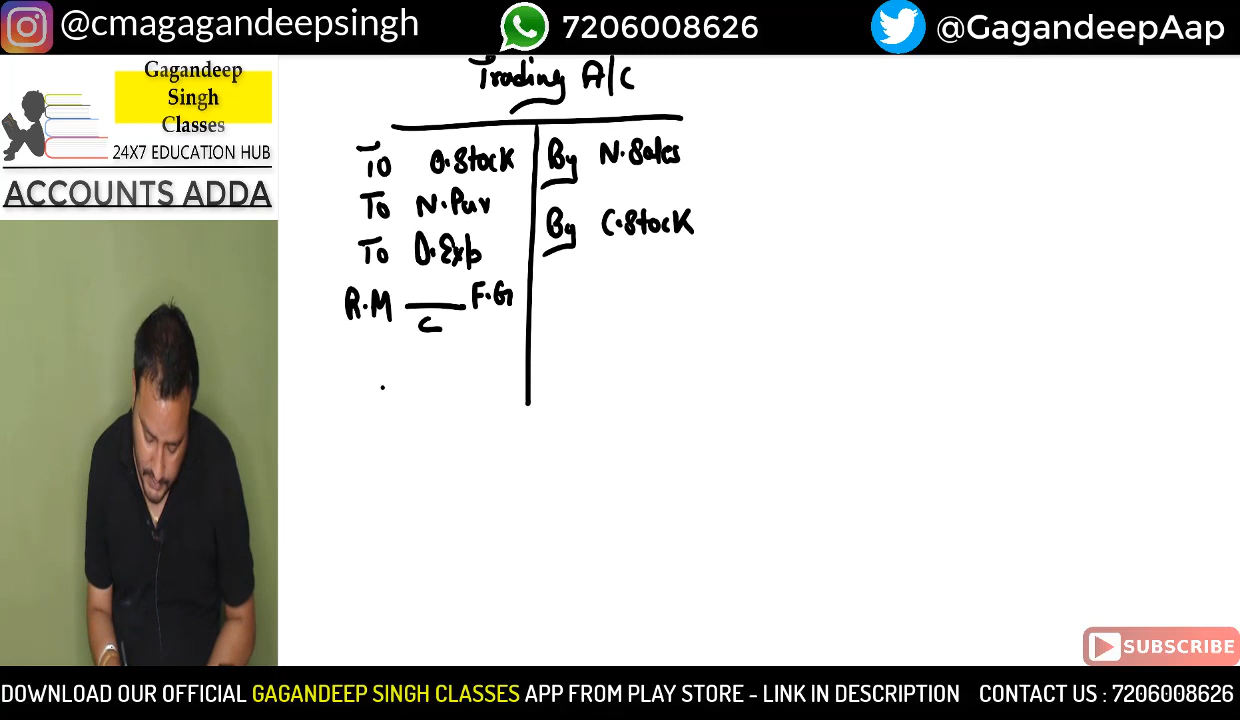 @cmagagandeepsingh 7206008626 @GagandeepAap
Gagandeep
Singh
Classes
24X7 EDUCATION HUB
ACCOUNTS ADDA
Trading A/C
To O.Stock By N.Sales
To N.Pur By C.Stock
To D.Exp
R.M F.G
C
SUBSCRIBE
DOWNLOAD OUR OFFICIAL GAGANDEEP SINGH CLASSES APP FROM PLAY STORE - LINK IN DESCRIPTION CONTACT US : 7206008626